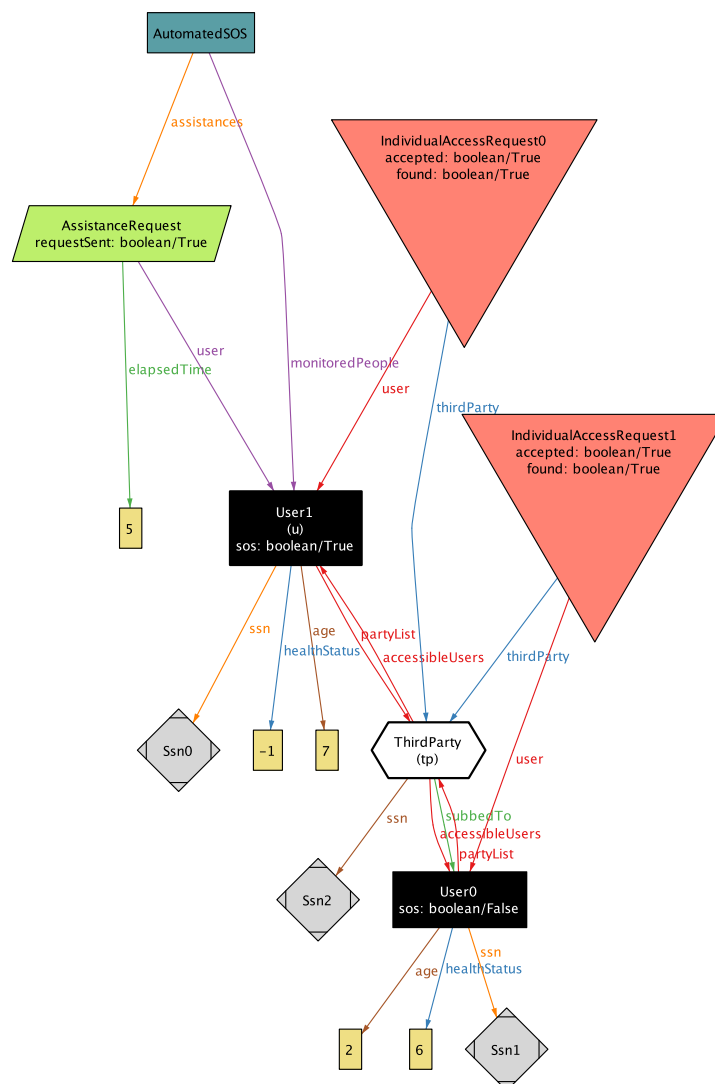 AutomatedSOS
assistances
IndividualAccessRequest0
accepted: boolean/True
found: boolean/True
AssistanceRequest
requestSent: boolean/True
user
monitoredPeople
elapsedTime
user
thirdParty
IndividualAccessRequest1
accepted: boolean/True
found: boolean/True
5
User1
(u)
sos: boolean/True
ssn
age
partyList
healthStatus
accessibleUsers
thirdParty
Ssn0
-1
7
ThirdParty
(tp)
user
ssn
subbedTo
accessibleUsers
partyList
Ssn2
User0
sos: boolean/False
ssn
age
healthStatus
2
6
Ssn1